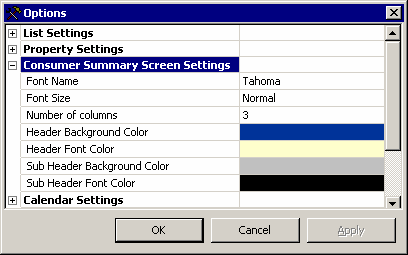 Options
List Settings
Property Settings
Consumer Summary Screen Settings
Font Name Tahoma
Font Size Normal
Number of columns 3
Header Background Color
Header Font Color
Sub Header Background Color
Sub Header Font Color
Calendar Settings
OK Cancel Apply